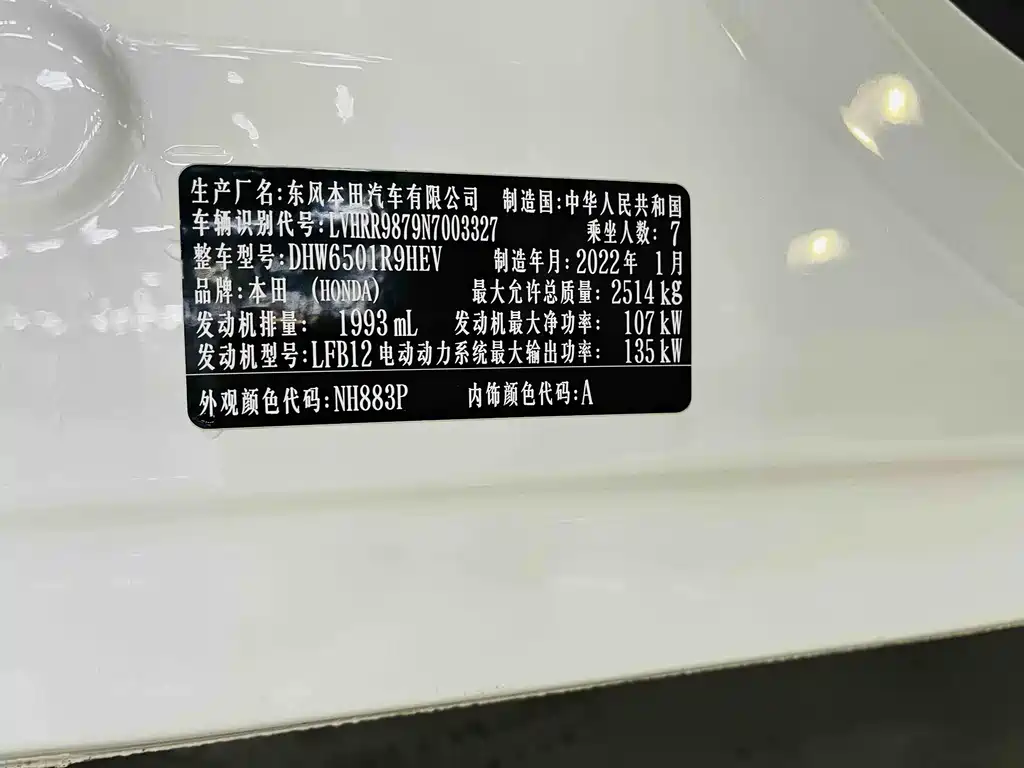 生产厂名:东风本田汽车有限公司 制造国:中华人民共和国
车辆识别代号:LVHRR9879N7003327 乘坐人数: 7
整车型号:DHW6501R9HEV 制造年月:2022年 1月
品牌:本田 (HONDA) 最大允许总质量: 2514 kg
发动机排量: 1993 mL 发动机最大净功率: 107 kW
发动机型号:LFB12 电动动力系统最大输出功率: 135 kW
外观颜色代码:NH883P 内饰颜色代码:A